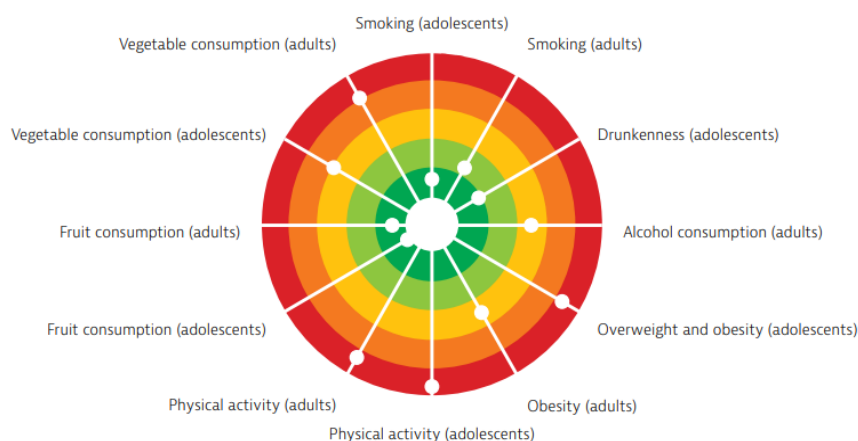 Smoking (adolescents)
Vegetable consumption (adults)
Smoking (adults)
Vegetable consumption (adolescents)
Drunkenness (adolescents)
Fruit consumption (adults)
Alcohol consumption (adults)
Fruit consumption (adolescents)
Overweight and obesity (adolescents)
Physical activity (adults)
Obesity (adults)
Physical activity (adolescents)